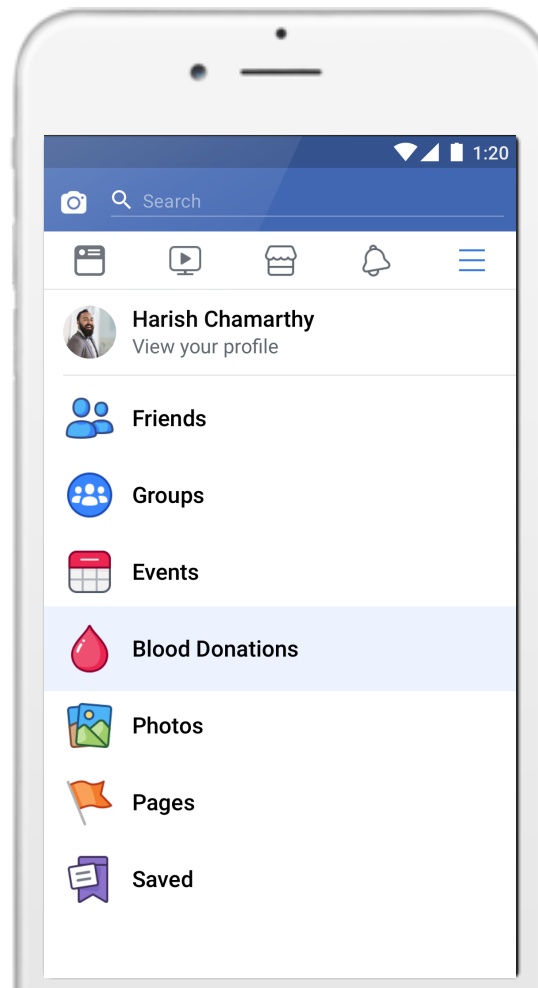 1:20
Search
Harish Chamarthy
View your profile
Friends
Groups
Events
Blood Donations
Photos
Pages
Saved